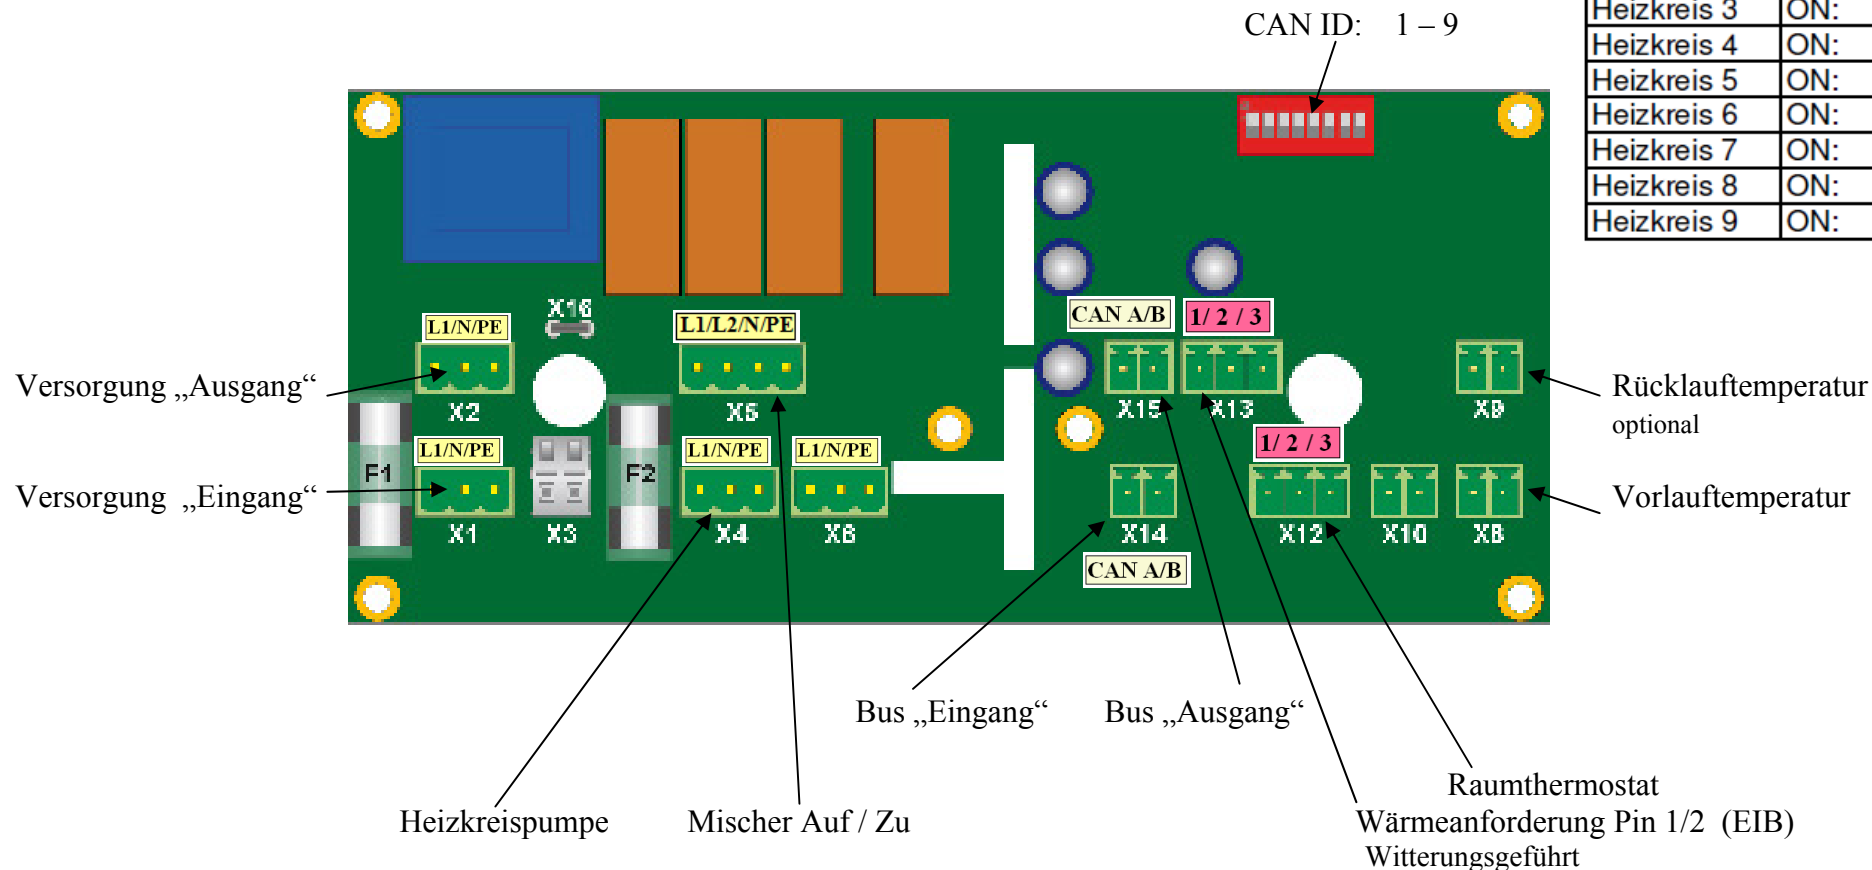 CAN ID: 1 – 9
Heizkreis 3 ON:
Heizkreis 4 ON:
Heizkreis 5 ON:
Heizkreis 6 ON:
Heizkreis 7 ON:
Heizkreis 8 ON:
Heizkreis 9 ON:
X16
L1/N/PE
L1/L2/N/PE
CAN A/B
1/ 2 / 3
Versorgung „Ausgang“
X2
X5
X15
X13
X9
Rücklauftemperatur
optional
L1/N/PE
L1/N/PE
L1/N/PE
1/ 2 / 3
F1
F2
Versorgung „Eingang“
Vorlauftemperatur
X1
X3
X4
X6
X14
X12
X10
X8
CAN A/B
Bus „Eingang“
Bus „Ausgang“
Heizkreispumpe
Mischer Auf / Zu
Raumthermostat
Wärmeanforderung Pin 1/2 (EIB)
Witterungsgeführt